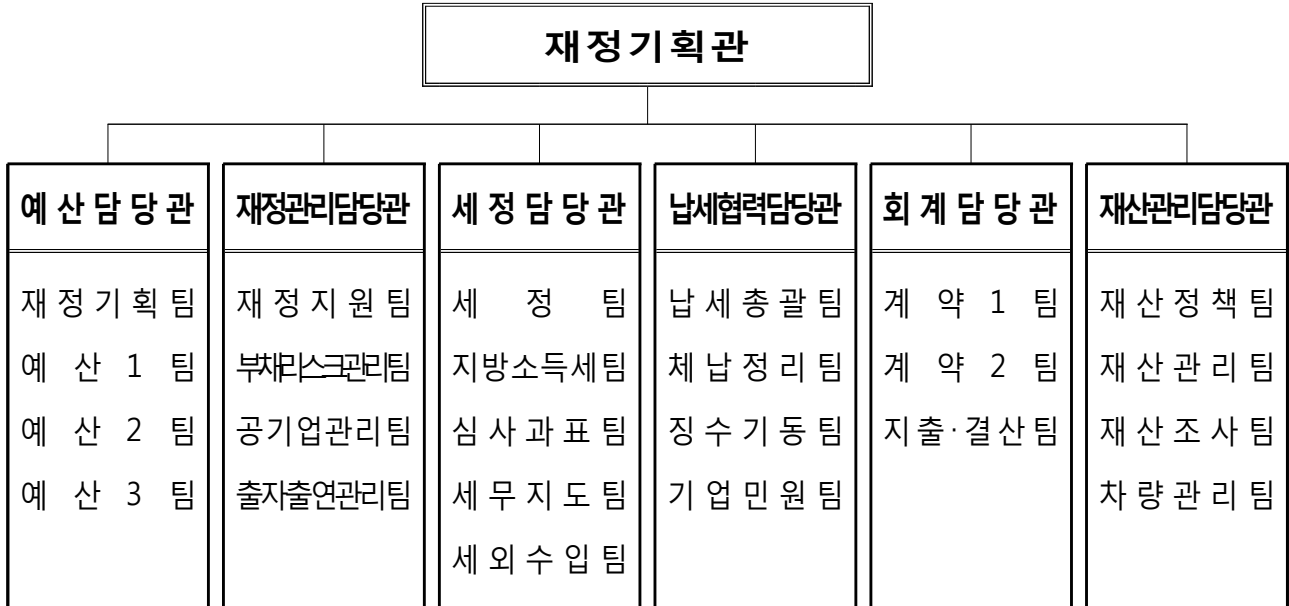 재정기획관
예산담당관
재정기획팀
예산1팀
예산2팀
예산3팀
재정관리담당관
재정지원팀
부채리스크관리팀
공기업관리팀
출자출연관리팀
세정담당관
세정팀
지방소득세팀
심사과표팀
세무지도팀
세외수입팀
납세협력담당관
납세총괄팀
체납정리팀
징수기동팀
기업민원팀
회계담당관
계약1팀
계약2팀
지출·결산팀
재산관리담당관
재산정책팀
재산관리팀
재산조사팀
차량관리팀